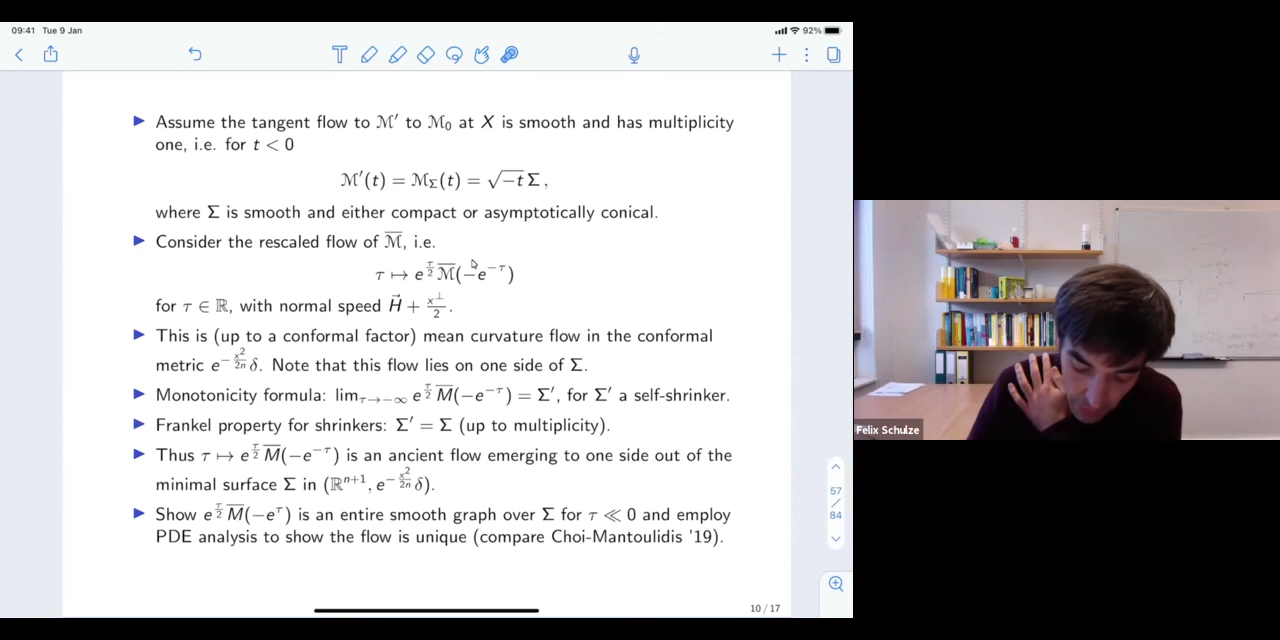 09:41 Tue 9 Jan
92%
▶ Assume the tangent flow to ℳ′ to ℳ₀ at X is smooth and has multiplicity
one, i.e. for t < 0
ℳ′(t) = ℳ_Σ(t) = √−t Σ ,
where Σ is smooth and either compact or asymptotically conical.
▶ Consider the rescaled flow of ℳ̅, i.e.
τ ↦ e^{τ/2} ℳ̅(−e^{−τ})
for τ ∈ ℝ, with normal speed H⃗ + x^⊥/2.
▶ This is (up to a conformal factor) mean curvature flow in the conformal
metric e^{−x²/2n} δ. Note that this flow lies on one side of Σ.
▶ Monotonicity formula: lim_{τ→−∞} e^{τ/2} M̅(−e^{−τ}) = Σ′, for Σ′ a self-shrinker.
▶ Frankel property for shrinkers: Σ′ = Σ (up to multiplicity).
▶ Thus τ ↦ e^{τ/2} M̅(−e^{−τ}) is an ancient flow emerging to one side out of the
minimal surface Σ in (ℝ^{n+1}, e^{−x²/2n} δ).
▶ Show e^{τ/2} M̅(−e^τ) is an entire smooth graph over Σ for τ ≪ 0 and employ
PDE analysis to show the flow is unique (compare Choi-Mantoulidis '19).
57
/
84
10 / 17
Felix Schulze